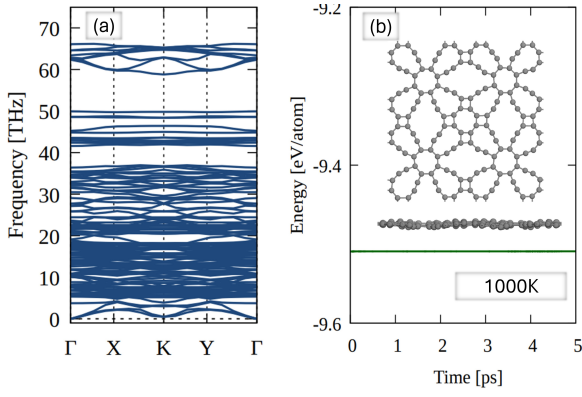 (a)
Frequency [THz]
70
60
50
40
30
20
10
0
Γ X K Y Γ
(b)
Energy [eV/atom]
-9.2
-9.4
-9.6
1000K
0 1 2 3 4 5
Time [ps]